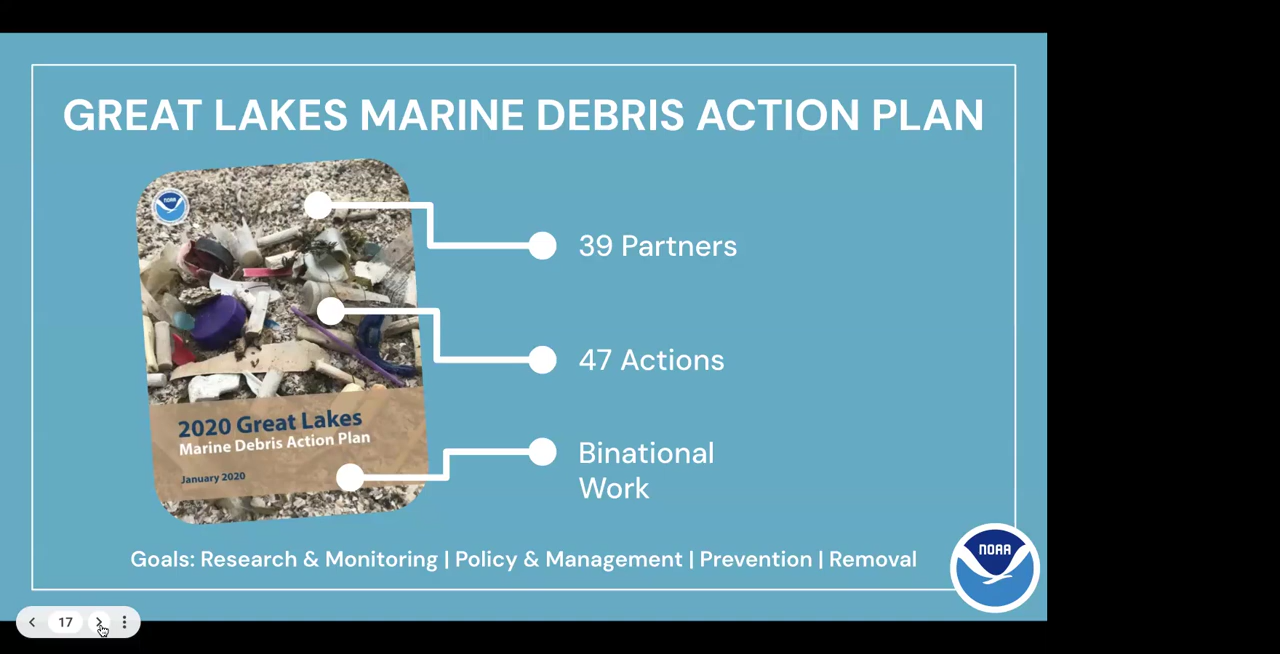 GREAT LAKES MARINE DEBRIS ACTION PLAN
NOAA
39 Partners
47 Actions
2020 Great Lakes
Marine Debris Action Plan
January 2020
Binational
Work
Goals: Research & Monitoring | Policy & Management | Prevention | Removal
NOAA
17